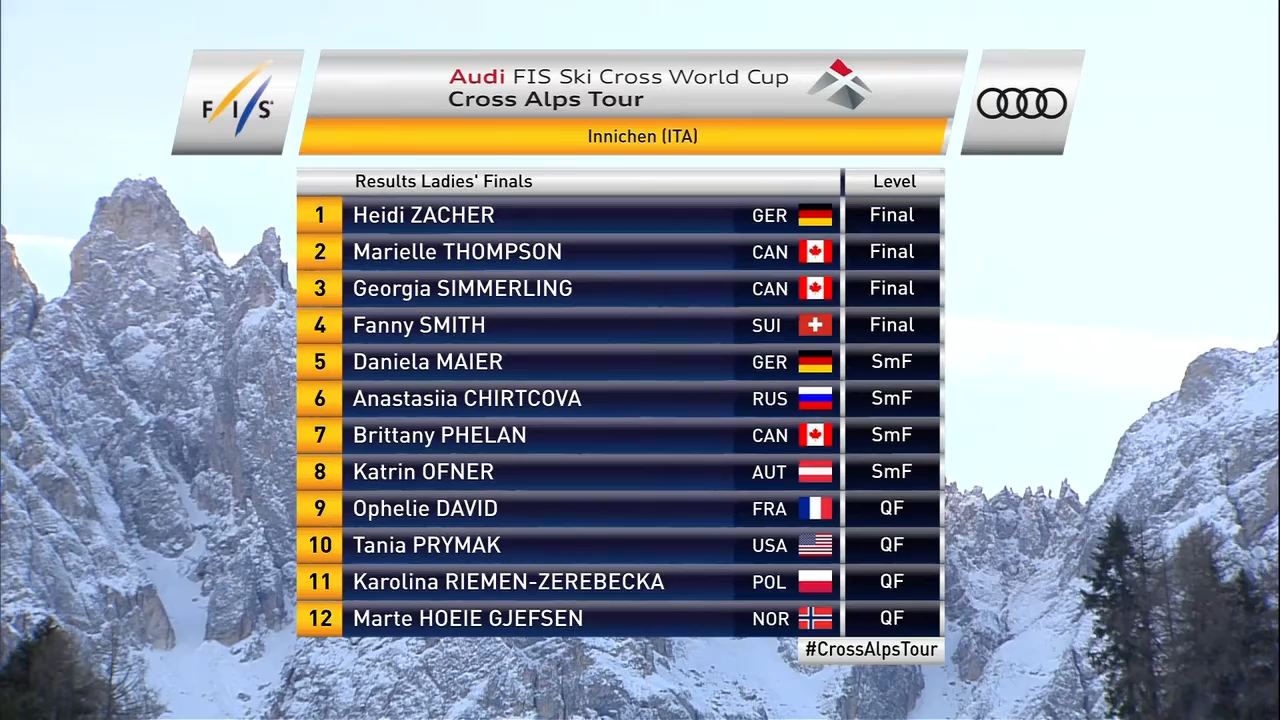 FIS
Audi FIS Ski Cross World Cup
Cross Alps Tour
Innichen (ITA)
Results Ladies' Finals Level
1 Heidi ZACHER GER Final
2 Marielle THOMPSON CAN Final
3 Georgia SIMMERLING CAN Final
4 Fanny SMITH SUI Final
5 Daniela MAIER GER SmF
6 Anastasiia CHIRTCOVA RUS SmF
7 Brittany PHELAN CAN SmF
8 Katrin OFNER AUT SmF
9 Ophelie DAVID FRA QF
10 Tania PRYMAK USA QF
11 Karolina RIEMEN-ZEREBECKA POL QF
12 Marte HOEIE GJEFSEN NOR QF
#CrossAlpsTour